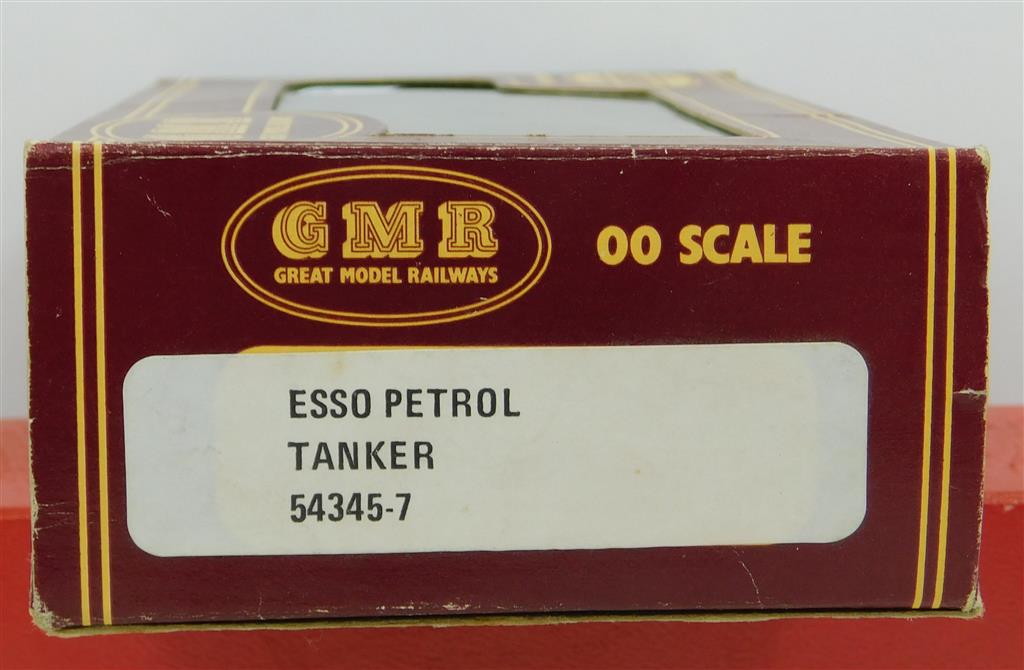 GMR
GREAT MODEL RAILWAYS
OO SCALE
ESSO PETROL
TANKER
54345-7